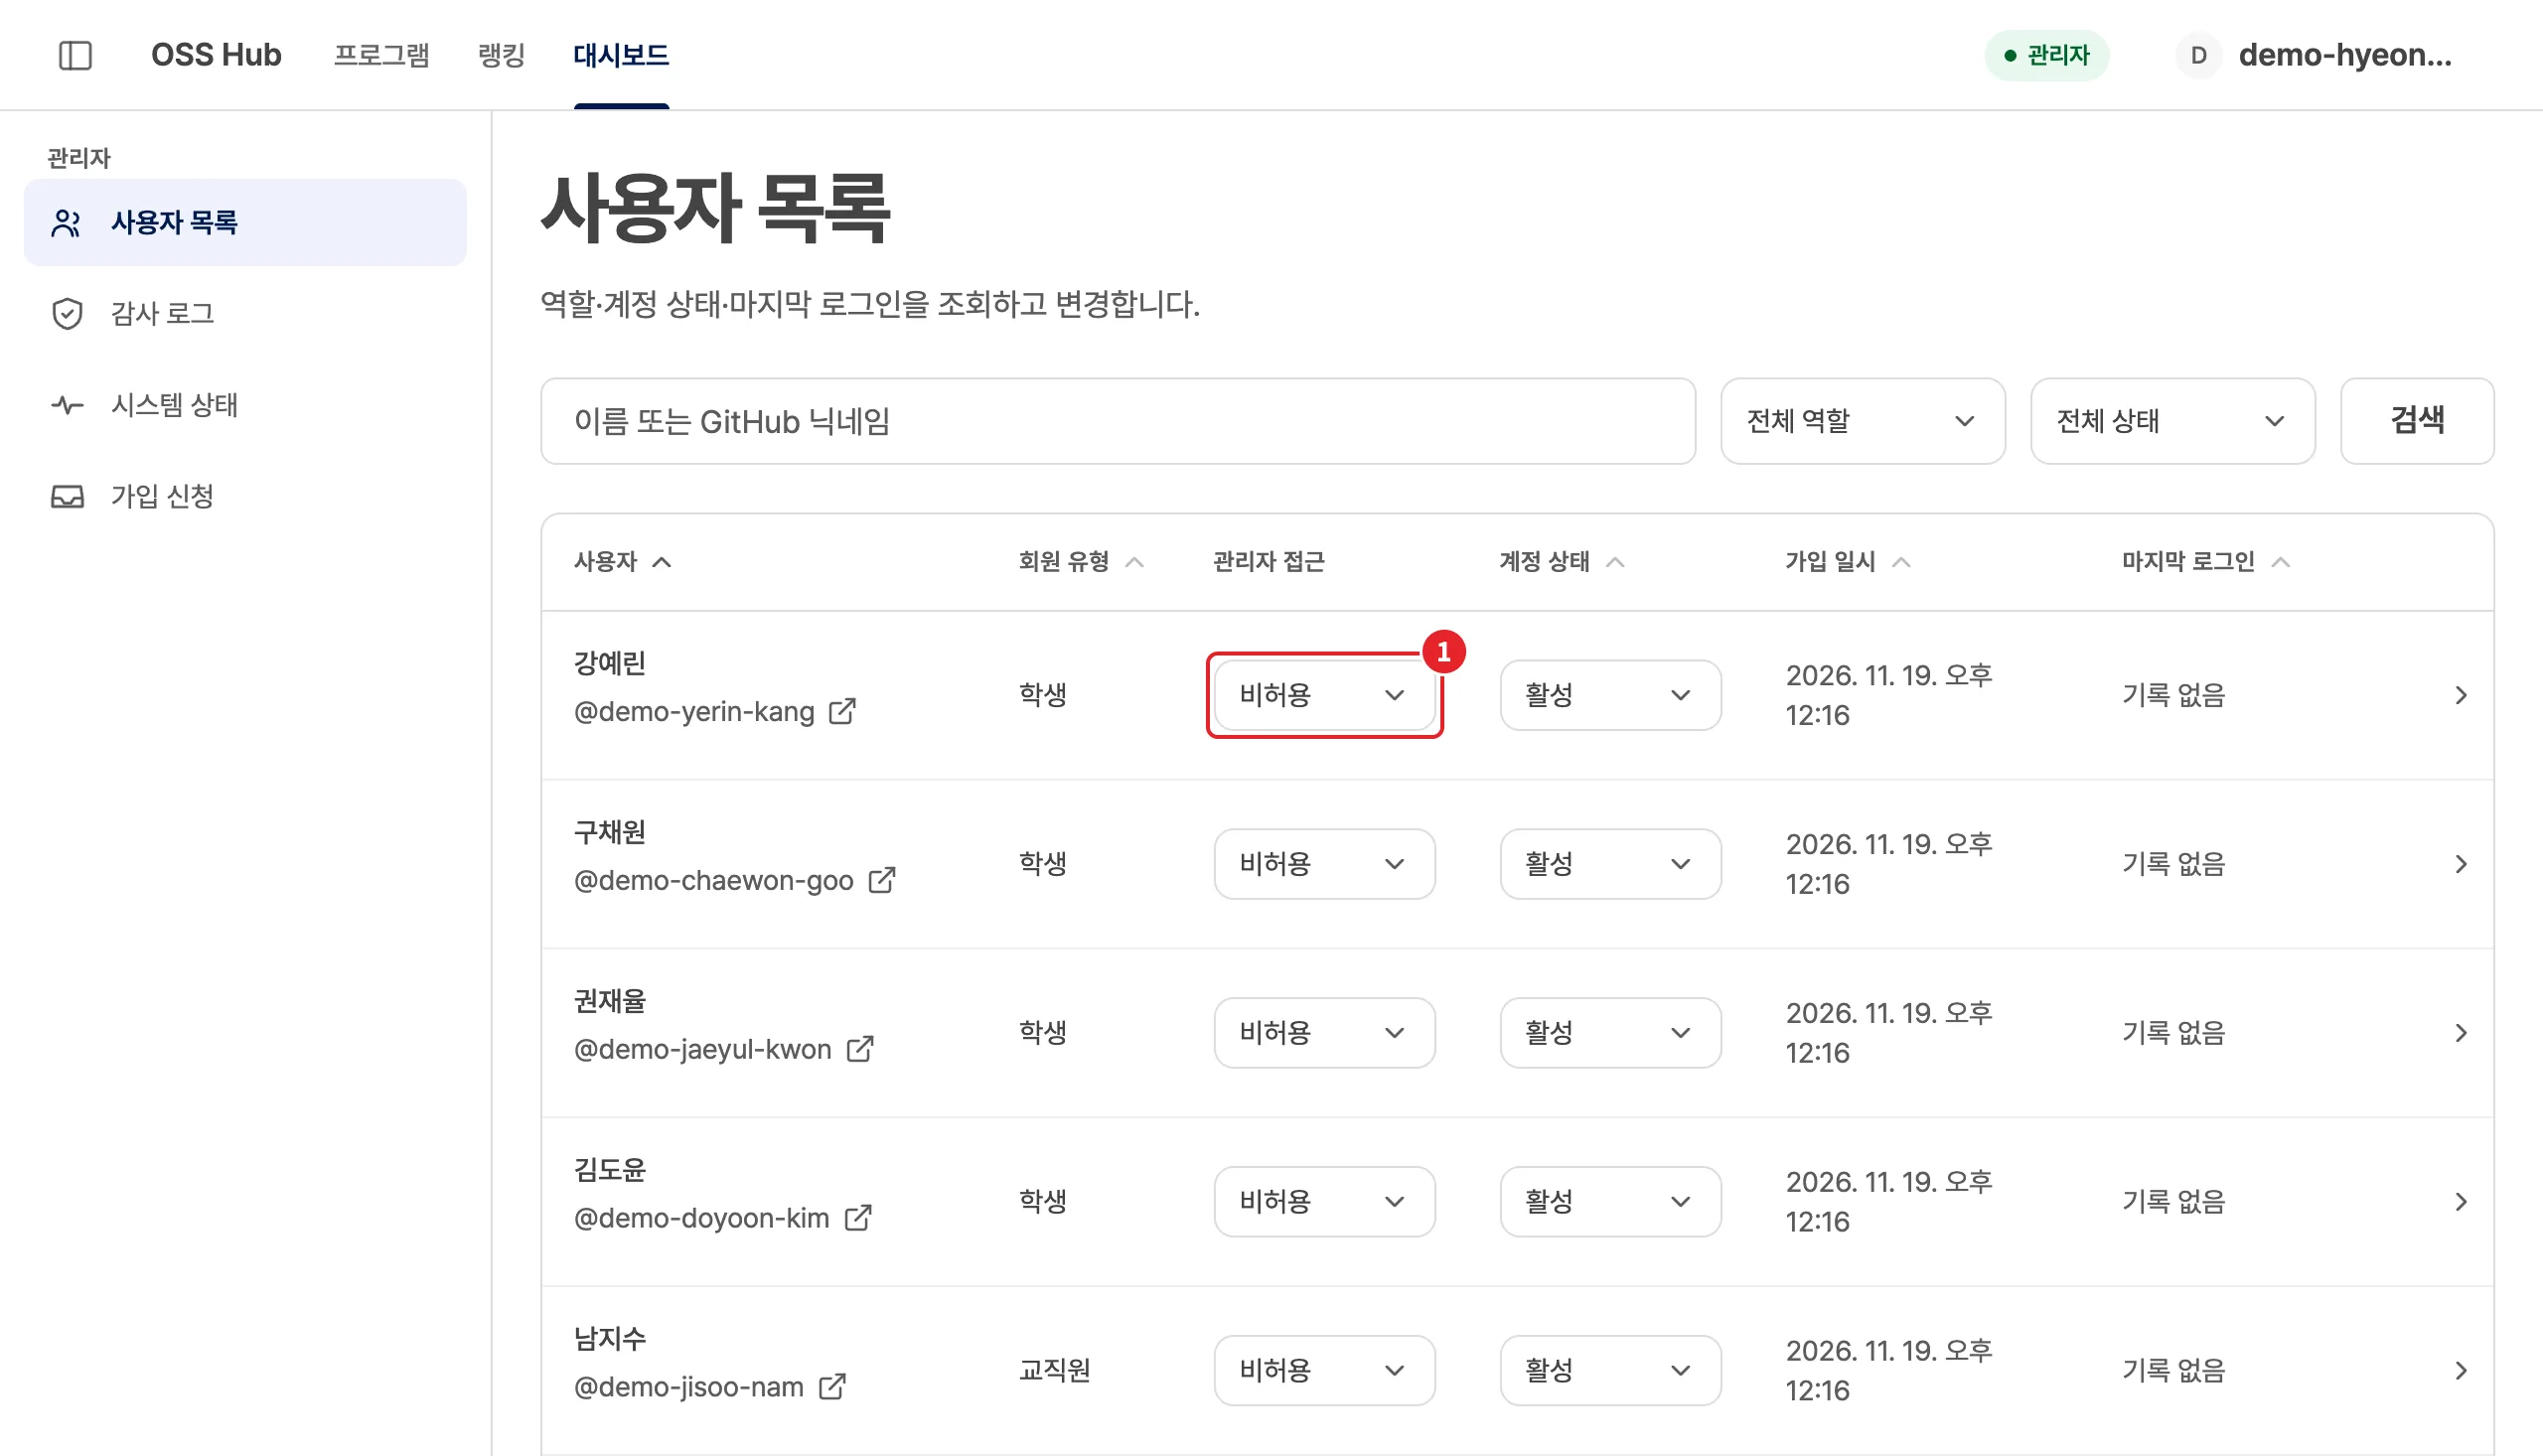 OSS Hub 프로그램 랭킹 대시보드 관리자 D demo-hyeon...
관리자
사용자 목록
감사 로그
시스템 상태
가입 신청
사용자 목록
역할·계정 상태·마지막 로그인을 조회하고 변경합니다.
이름 또는 GitHub 닉네임 전체 역할 전체 상태 검색
사용자 회원 유형 관리자 접근 계정 상태 가입 일시 마지막 로그인
1
강예린
@demo-yerin-kang 학생 비허용 활성 2026. 11. 19. 오후 기록 없음
12:16
구채원
@demo-chaewon-goo 학생 비허용 활성 2026. 11. 19. 오후 기록 없음
12:16
권재율
@demo-jaeyul-kwon 학생 비허용 활성 2026. 11. 19. 오후 기록 없음
12:16
김도윤
@demo-doyoon-kim 학생 비허용 활성 2026. 11. 19. 오후 기록 없음
12:16
남지수
@demo-jisoo-nam 교직원 비허용 활성 2026. 11. 19. 오후 기록 없음
12:16